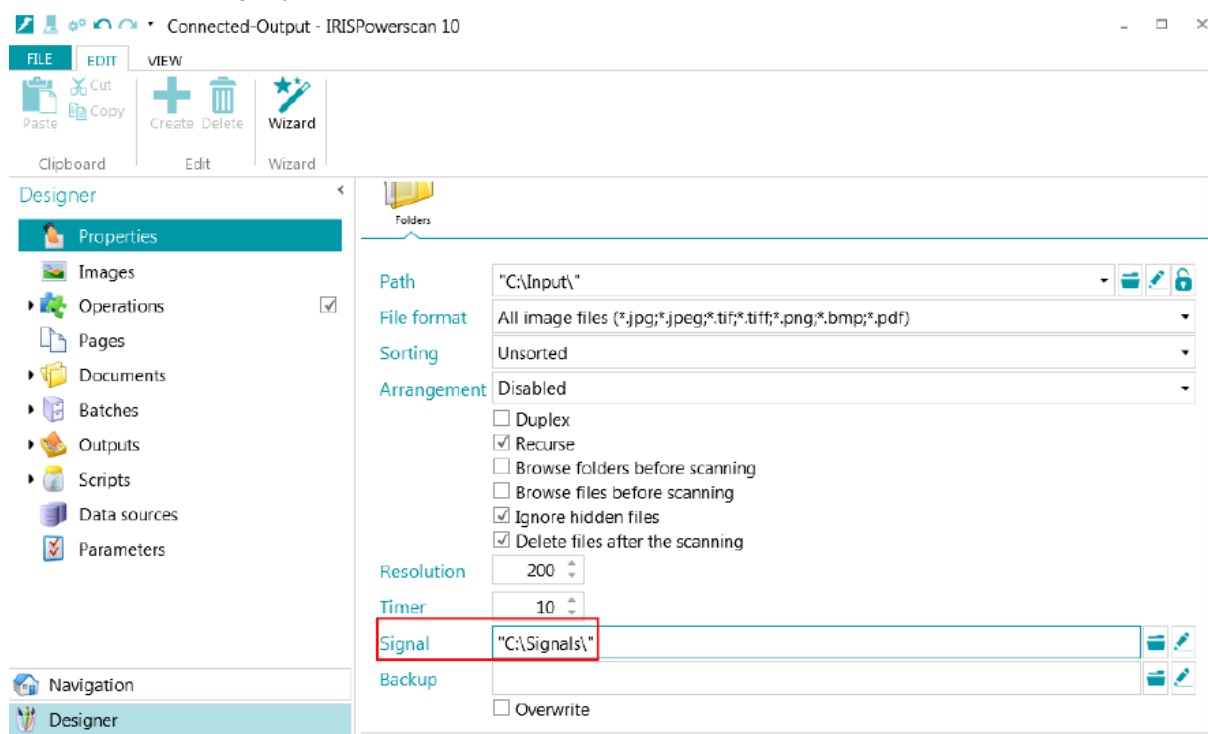 Connected-Output - IRISPowerscan 10
FILE EDIT VIEW
Cut
Copy
Paste Create Delete Wizard
Clipboard Edit Wizard
Designer
Folders
Properties
Images
Path "C:\Input\"
Operations
File format All image files (*.jpg;*.jpeg;*.tif;*.tiff;*.png;*.bmp;*.pdf)
Pages
Sorting Unsorted
Documents
Arrangement Disabled
Batches
Duplex
Outputs
Recurse
Browse folders before scanning
Scripts
Browse files before scanning
Data sources
Ignore hidden files
Parameters
Delete files after the scanning
Resolution 200
Timer 10
Signal "C:\Signals\"
Navigation
Backup
Designer
Overwrite